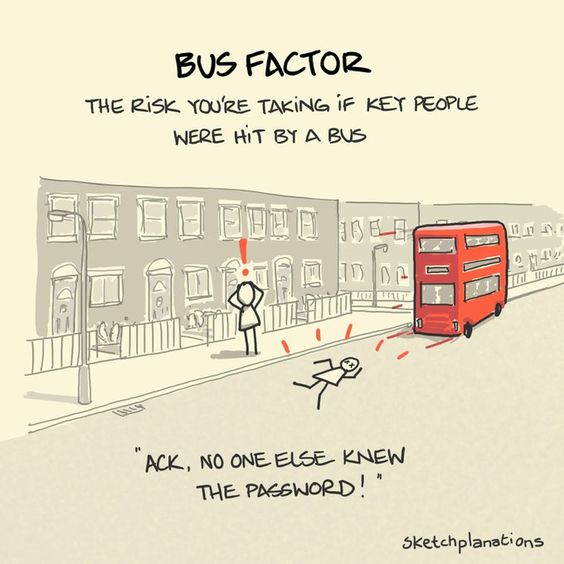 BUS FACTOR
THE RISK YOU'RE TAKING IF KEY PEOPLE
WERE HIT BY A BUS
!
"ACK, NO ONE ELSE KNEW
THE PASSWORD!"
sketchplanations